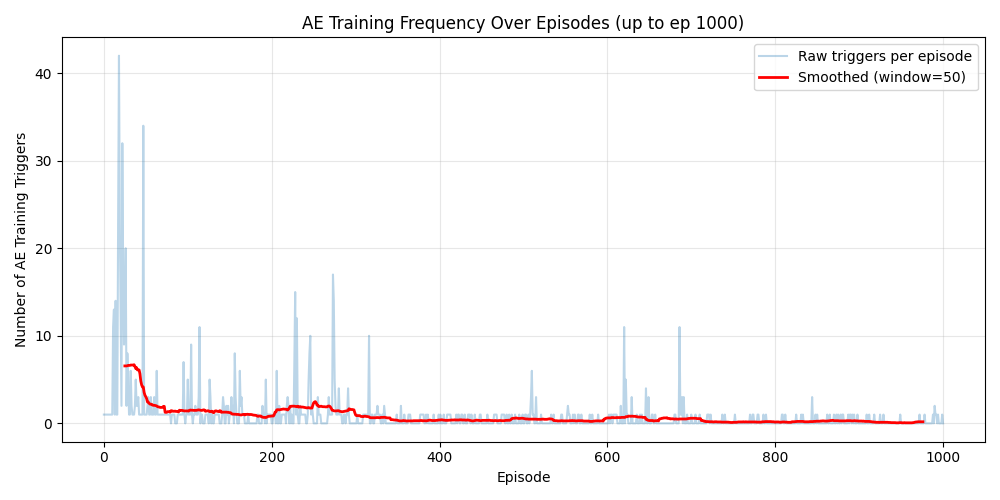 AE Training Frequency Over Episodes (up to ep 1000)
Raw triggers per episode
Smoothed (window=50)
Number of AE Training Triggers
40
30
20
10
0
0 200 400 600 800 1000
Episode